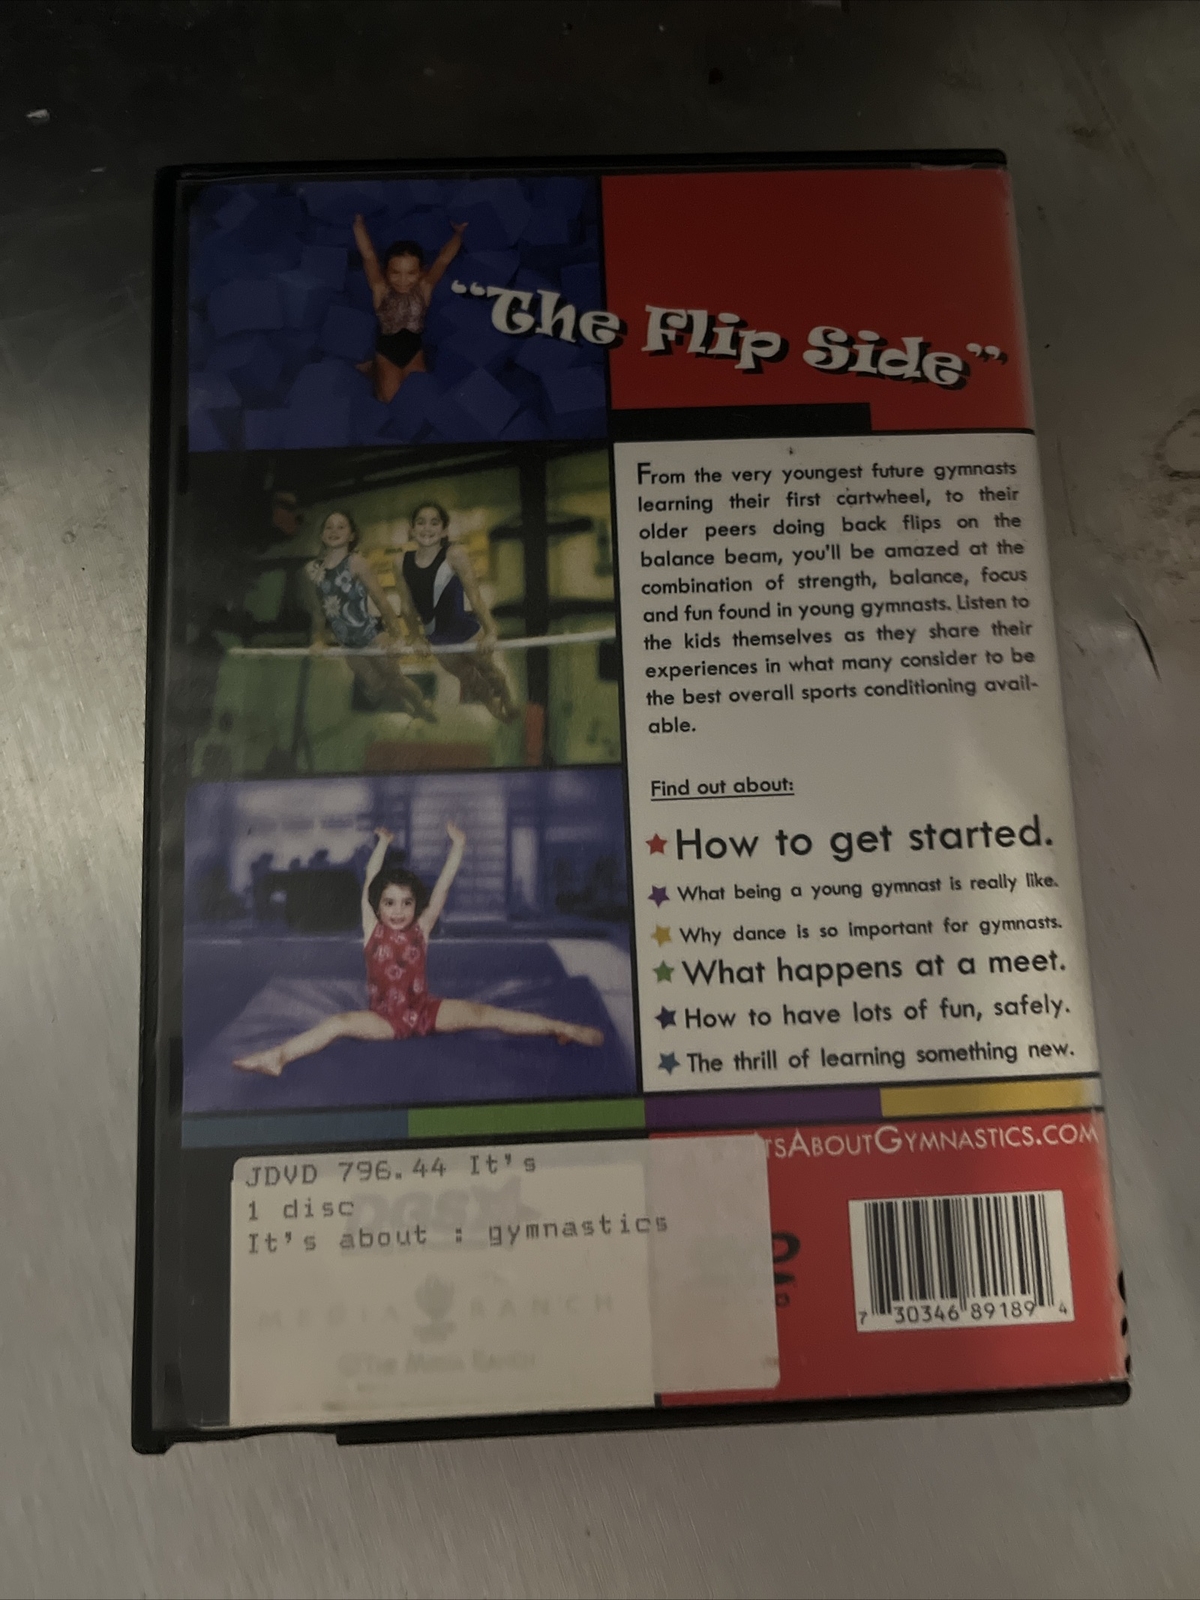 “The Flip Side”
From the very youngest future gymnasts
learning their first cartwheel, to their
older peers doing back flips on the
balance beam, you'll be amazed at the
combination of strength, balance, focus
and fun found in young gymnasts. Listen to
the kids themselves as they share their
experiences in what many consider to be
the best overall sports conditioning avail-
able.
Find out about:
How to get started.
What being a young gymnast is really like.
Why dance is so important for gymnasts.
What happens at a meet.
How to have lots of fun, safely.
The thrill of learning something new.
tsAboutGymnastics.com
JDVD 796.44 It's
1 disc
It's about : gymnastics
MEDIA RANCH
©The Media Ranch
7 30346 89189 4